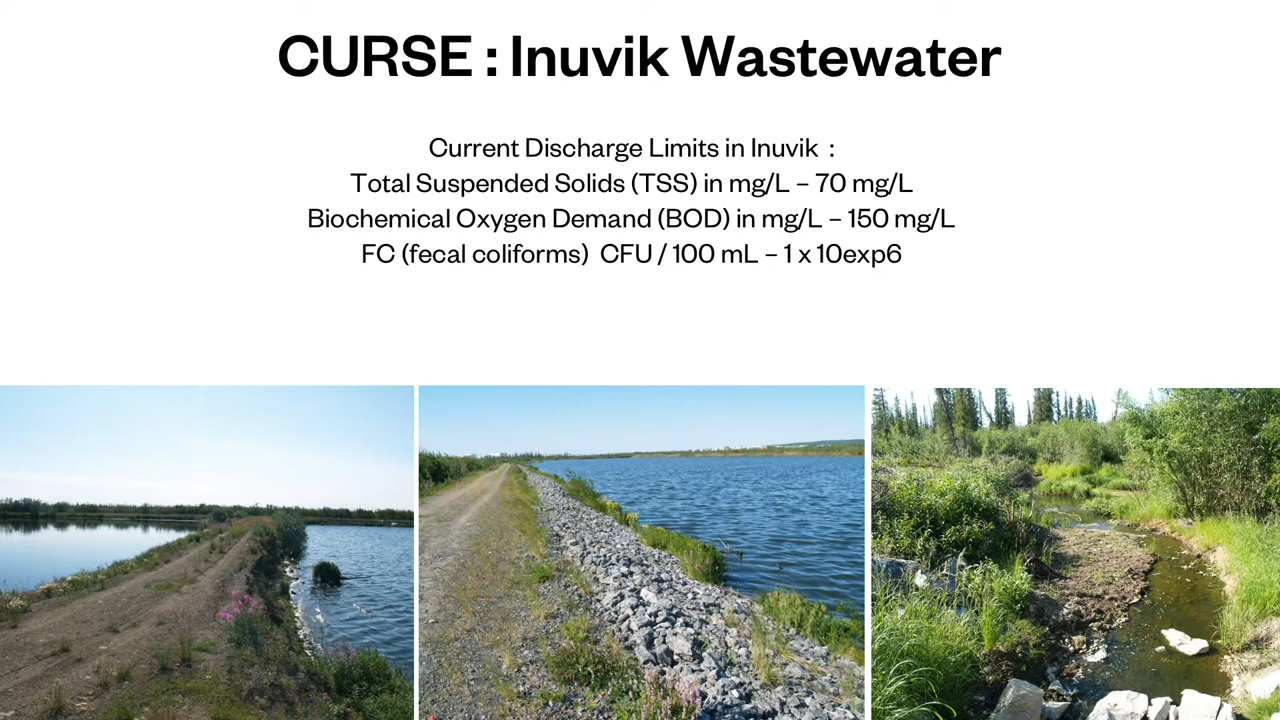 CURSE : Inuvik Wastewater
Current Discharge Limits in Inuvik :
Total Suspended Solids (TSS) in mg/L – 70 mg/L
Biochemical Oxygen Demand (BOD) in mg/L – 150 mg/L
FC (fecal coliforms) CFU / 100 mL – 1 x 10exp6